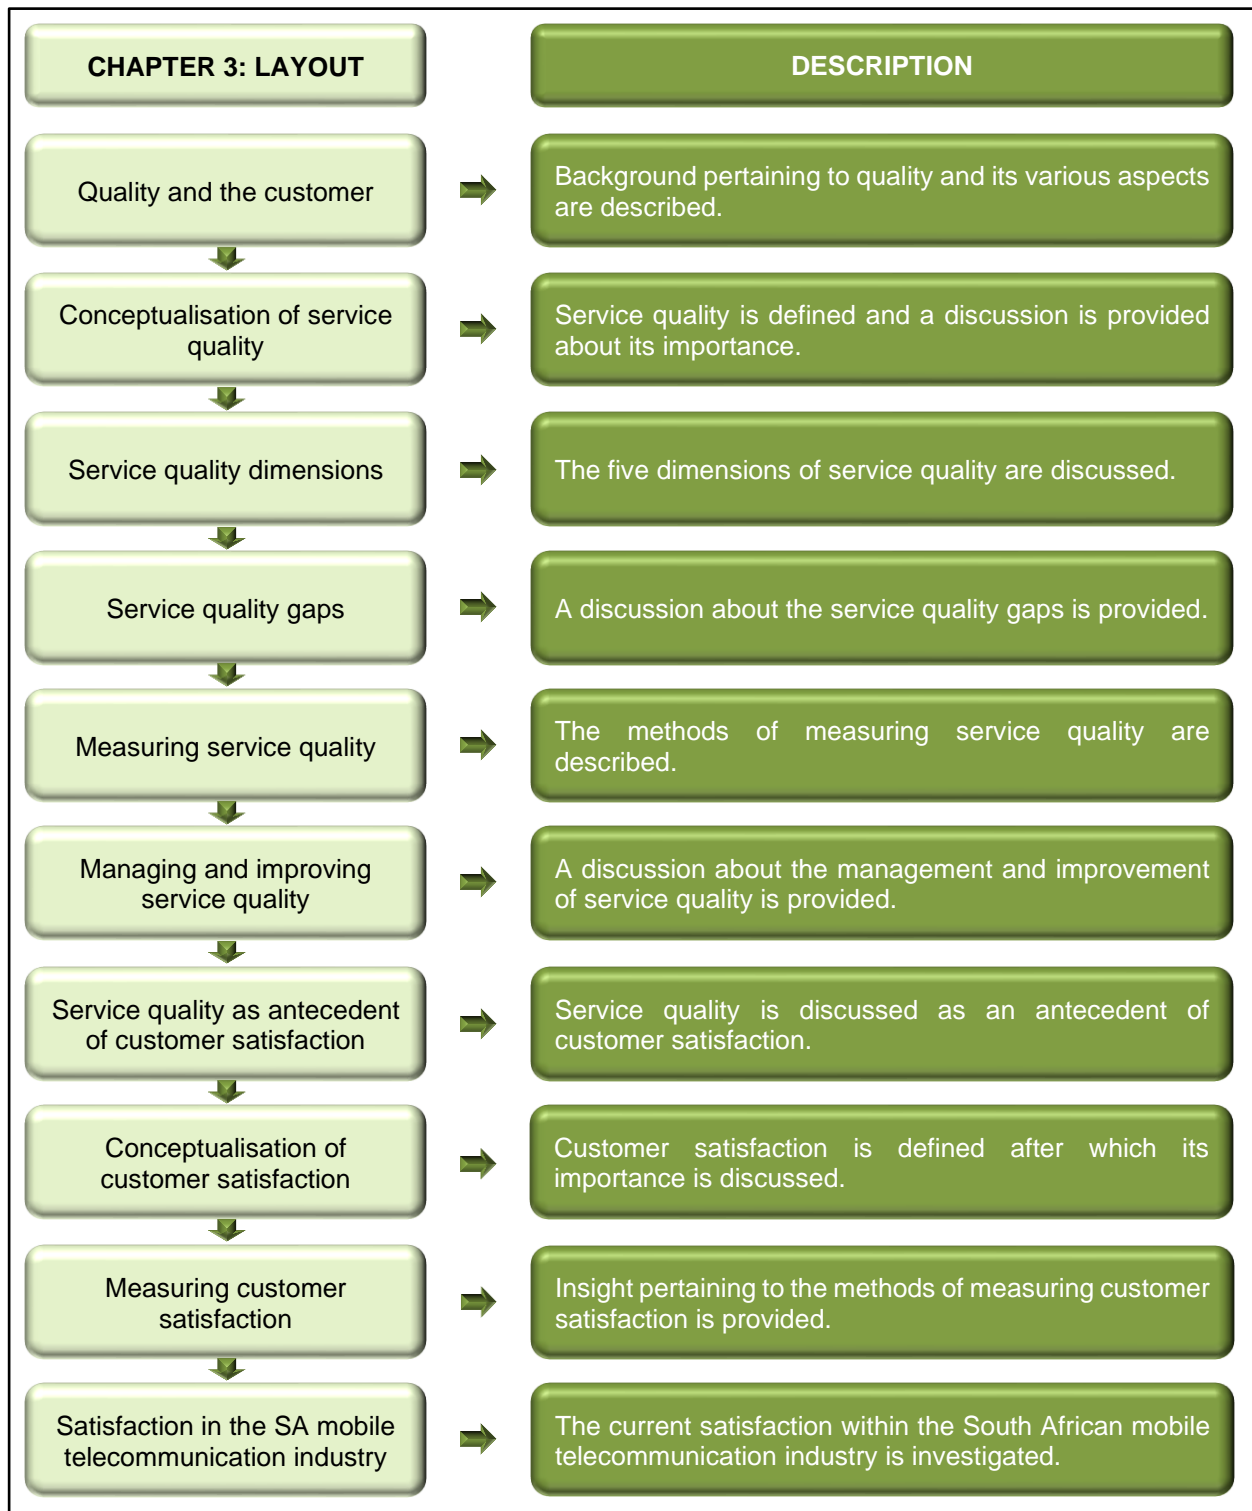 CHAPTER 3: LAYOUT
DESCRIPTION
Quality and the customer
Background pertaining to quality and its various aspects
are described.
Conceptualisation of service
quality
Service quality is defined and a discussion is provided
about its importance.
Service quality dimensions
The five dimensions of service quality are discussed.
Service quality gaps
A discussion about the service quality gaps is provided.
Measuring service quality
The methods of measuring service quality are
described.
Managing and improving
service quality
A discussion about the management and improvement
of service quality is provided.
Service quality as antecedent
of customer satisfaction
Service quality is discussed as an antecedent of
customer satisfaction.
Conceptualisation of
customer satisfaction
Customer satisfaction is defined after which its
importance is discussed.
Measuring customer
satisfaction
Insight pertaining to the methods of measuring customer
satisfaction is provided.
Satisfaction in the SA mobile
telecommunication industry
The current satisfaction within the South African mobile
telecommunication industry is investigated.